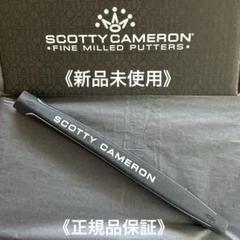 SCOTTY CAMERON®
FINE MILLED PUTTERS
《新品未使用》
SCOTTY CAMERON
《正規品保証》